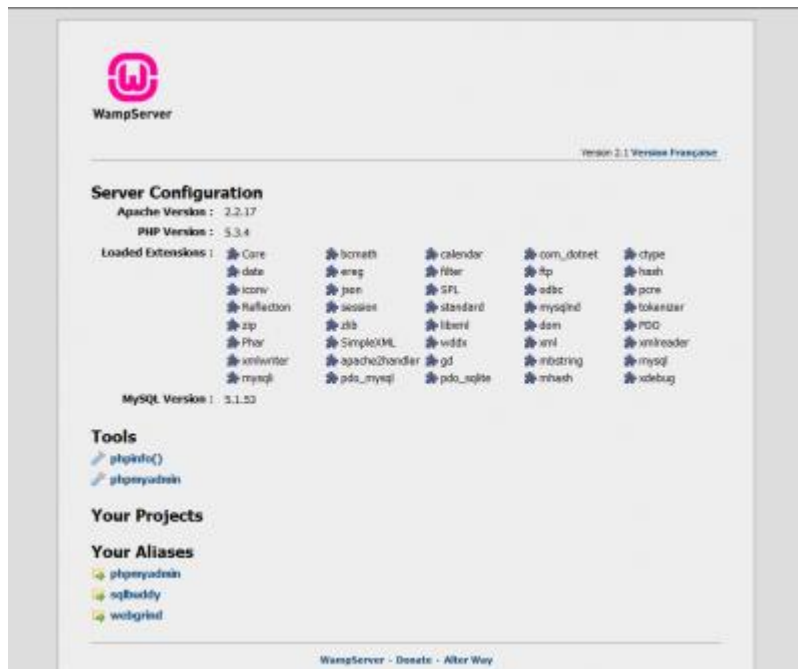 WampServer
Version 2.1 Version Française
Server Configuration
Apache Version : 2.2.17
PHP Version : 5.3.4
Loaded Extensions : Core bcmath calendar com_dotnet ctype
date ereg filter ftp hash
iconv json SPL odbc pcre
Reflection session standard mysqlnd tokenizer
zip zlib libxml dom PDO
Phar SimpleXML wddx xml xmlreader
xmlwriter apache2handler gd mbstring mysql
mysqli pdo_mysql pdo_sqlite mhash xdebug
MySQL Version : 5.1.53
Tools
phpinfo()
phpmyadmin
Your Projects
Your Aliases
phpmyadmin
sqlbuddy
webgrind
WampServer - Donate - Alter Way